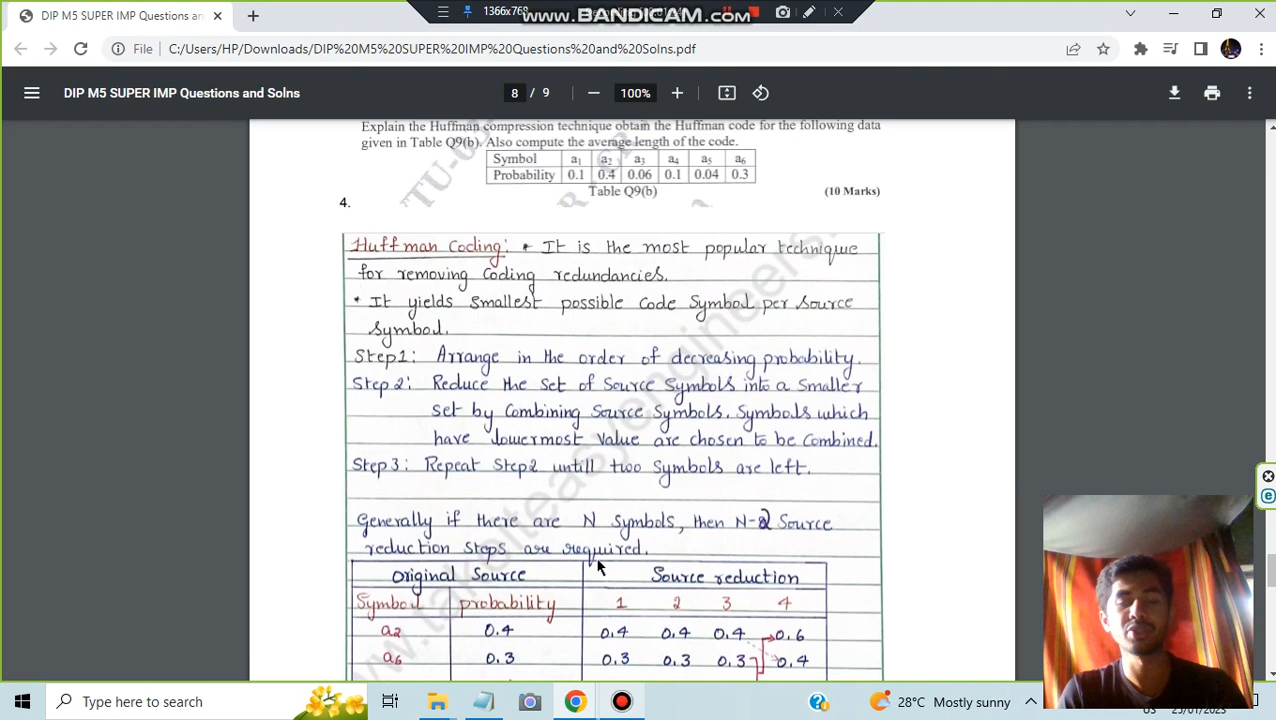 DIP M5 SUPER IMP Questions and
1366x768
www.BANDICAM.com
File
C:/Users/HP/Downloads/DIP%20M5%20SUPER%20IMP%20Questions%20and%20Solns.pdf
DIP M5 SUPER IMP Questions and Solns
8 / 9
100%
Explain the Huffman compression technique obtain the Huffman code for the following data
given in Table Q9(b). Also compute the average length of the code.
Symbol a₁ a₂ a₃ a₄ a₅ a₆
Probability 0.1 0.4 0.06 0.1 0.04 0.3
Table Q9(b)
(10 Marks)
4.
Huffman Coding: * It is the most popular technique
for removing Coding redundancies.
* It yields smallest possible Code Symbol per source
Symbol.
Step1: Arrange in the order of decreasing probability.
Step2: Reduce the set of Source Symbols into a smaller
set by combining Source Symbols. Symbols which
have lowermost value are chosen to be combined.
Step3: Repeat Step2 untill two Symbols are left.
Generally if there are N symbols, then N-2 Source
reduction steps are required.
Original Source Source reduction
Symbol probability 1 2 3 4
a2 0.4 0.4 0.4 0.4 0.6
a6 0.3 0.3 0.3 0.3 0.4
www.takeiteasyengineers.
Type here to search
28°C Mostly sunny
03 25/01/2023